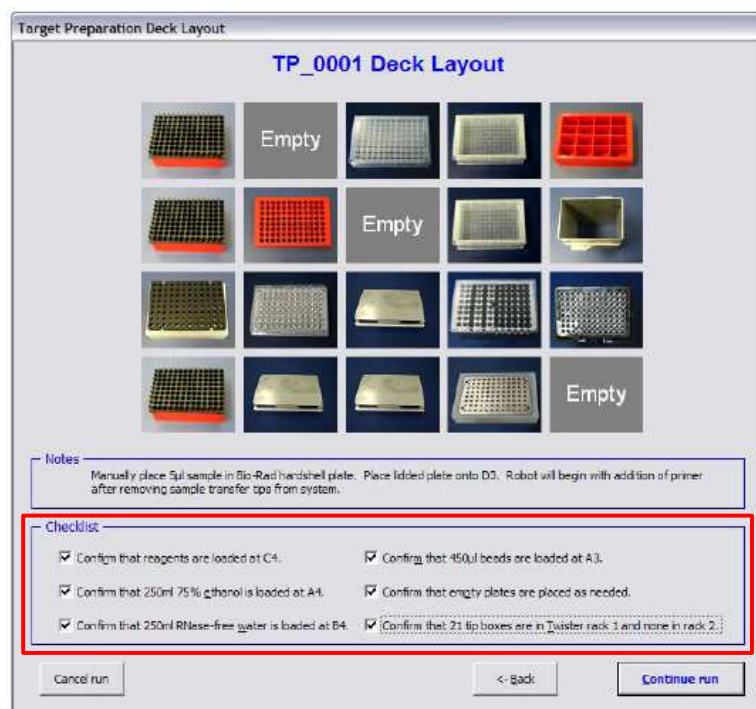 Target Preparation Deck Layout
TP_0001 Deck Layout
Empty
Empty
Empty
Notes
Manually place 5µl sample in Bio-Rad hardshell plate. Place lidded plate onto D3. Robot will begin with addition of primer
after removing sample transfer tips from system.
Checklist
Confirm that reagents are loaded at C4.
Confirm that 450µl beads are loaded at A3.
Confirm that 250ml 75% ethanol is loaded at A4.
Confirm that empty plates are placed as needed.
Confirm that 250ml RNase-free water is loaded at B4.
Confirm that 21 tip boxes are in Twister rack 1 and none in rack 2.
Cancel run
<- Back
Continue run